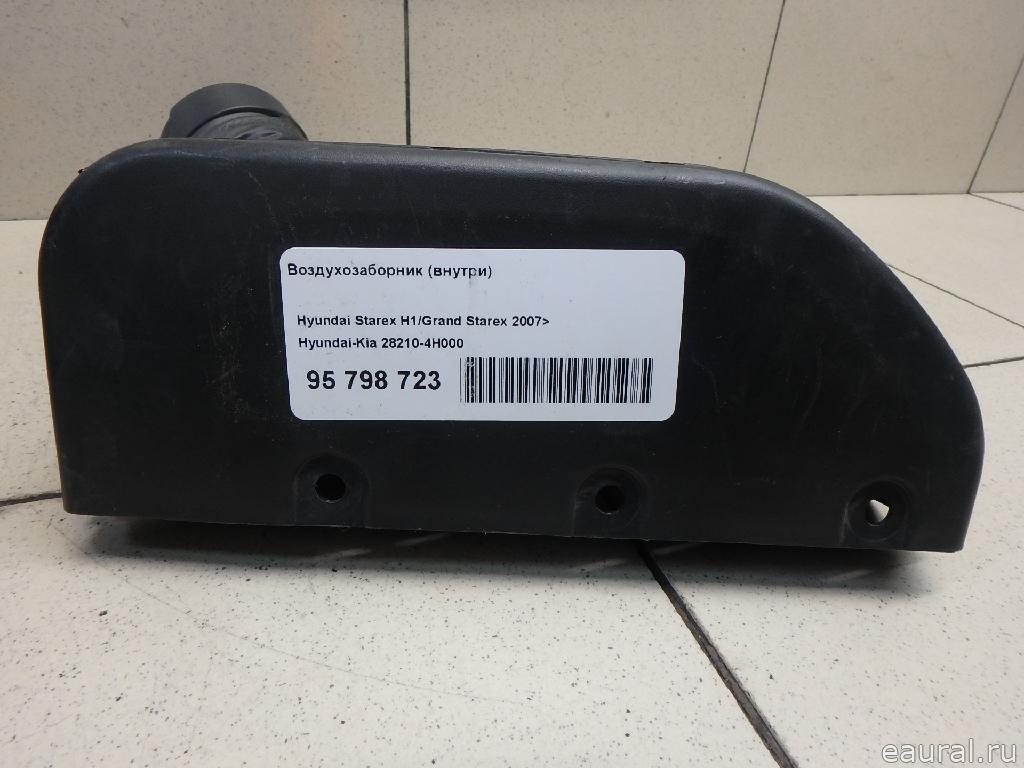 Воздухозаборник (внутри)
Hyundai Starex H1/Grand Starex 2007>
Hyundai-Kia 28210-4H000
95 798 723
eaural.ru